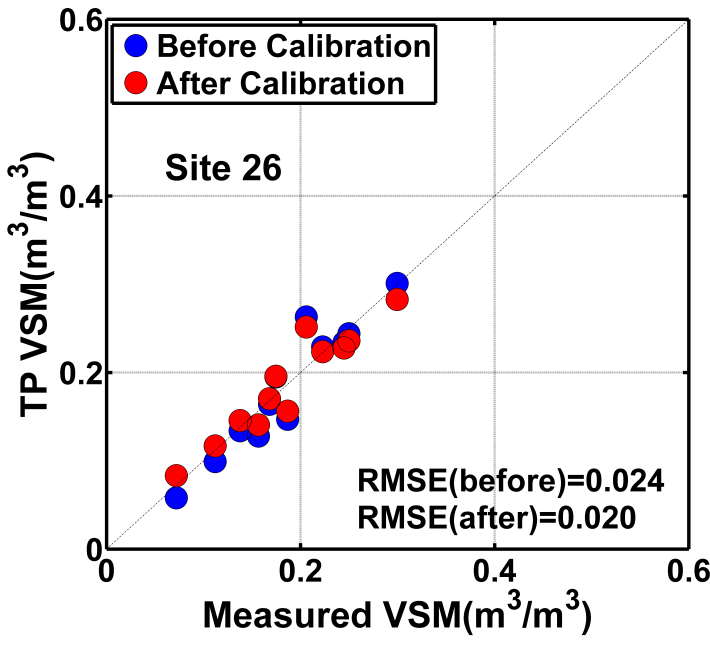 0.6
Before Calibration
After Calibration
Site 26
0.4
TP VSM(m³/m³)
0.2
RMSE(before)=0.024
RMSE(after)=0.020
0
0 0.2 0.4 0.6
Measured VSM(m³/m³)